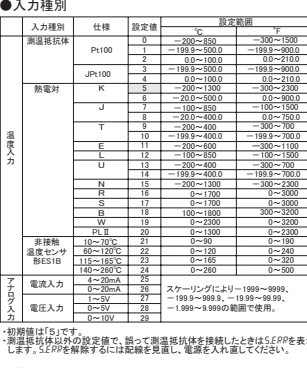 ●入力種別
入力種別 仕様 設定値 設定範囲
℃ °F
温度入力
測温抵抗体 Pt100 0 −200～850 −300～1500
1 −199.9～500.0 −199.9～900.0
2 0.0～100.0 0.0～210.0
JPt100 3 −199.9～500.0 −199.9～900.0
4 0.0～100.0 0.0～210.0
熱電対 K 5 −200～1300 −300～2300
6 −20.0～500.0 0.0～900.0
J 7 −100～850 −100～1500
8 −20.0～400.0 0.0～750.0
T 9 −200～400 −300～700
10 −199.9～400.0 −199.9～700.0
E 11 −200～600 −300～1100
L 12 −100～850 −100～1500
U 13 −200～400 −300～700
14 −199.9～400.0 −199.9～700.0
N 15 −200～1300 −300～2300
R 16 0～1700 0～3000
S 17 0～1700 0～3000
B 18 100～1800 300～3200
W 19 0～2300 0～3200
PLⅡ 20 0～1300 0～2300
非接触温度センサ形ES1B 10～70℃ 21 0～90 0～190
60～120℃ 22 0～120 0～240
115～165℃ 23 0～165 0～320
140～260℃ 24 0～260 0～500
アナログ入力
電流入力 4～20mA 25
0～20mA 26
電圧入力 1～5V 27
0～5V 28
0～10V 29
スケーリングにより−1999～9999、
−199.9～999.9、−19.99～99.99、
−1.999～9.999の範囲で使用。
・初期値は「5」です。
・測温抵抗体以外の設定値で、誤って測温抵抗体を接続したときはS.ERRを表
します。S.ERRを解除するには配線を見直し、電源を入れ直してください。